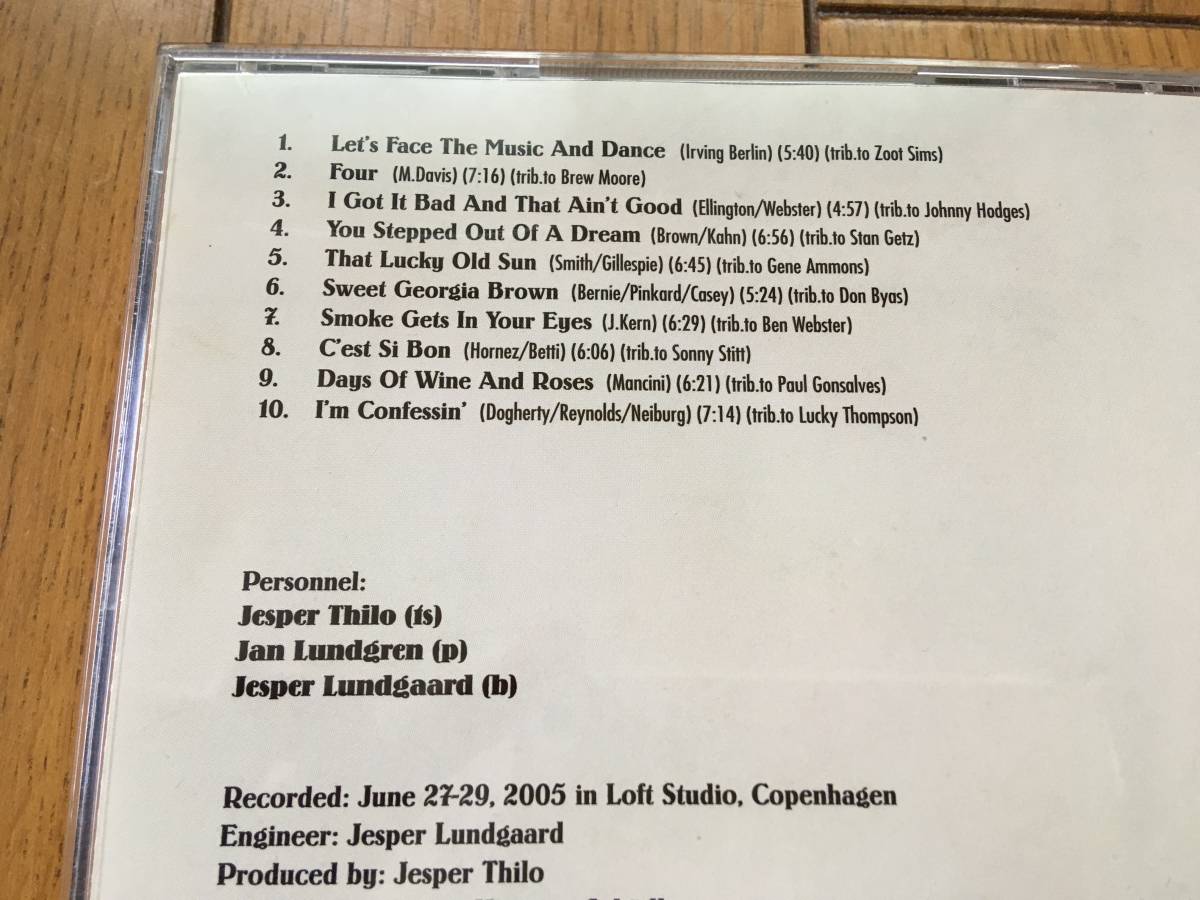 1. Let's Face The Music And Dance (Irving Berlin) (5:40) (trib.to Zoot Sims)
2. Four (M.Davis) (7:16) (trib.to Brew Moore)
3. I Got It Bad And That Ain't Good (Ellington/Webster) (4:57) (trib.to Johnny Hodges)
4. You Stepped Out Of A Dream (Brown/Kahn) (6:56) (trib.to Stan Getz)
5. That Lucky Old Sun (Smith/Gillespie) (6:45) (trib.to Gene Ammons)
6. Sweet Georgia Brown (Bernie/Pinkard/Casey) (5:24) (trib.to Don Byas)
7. Smoke Gets In Your Eyes (J.Kern) (6:29) (trib.to Ben Webster)
8. C'est Si Bon (Hornez/Betti) (6:06) (trib.to Sonny Stitt)
9. Days Of Wine And Roses (Mancini) (6:21) (trib.to Paul Gonsalves)
10. I'm Confessin' (Dogherty/Reynolds/Neiburg) (7:14) (trib.to Lucky Thompson)
Personnel:
Jesper Thilo (ts)
Jan Lundgren (p)
Jesper Lundgaard (b)
Recorded: June 27-29, 2005 in Loft Studio, Copenhagen
Engineer: Jesper Lundgaard
Produced by: Jesper Thilo